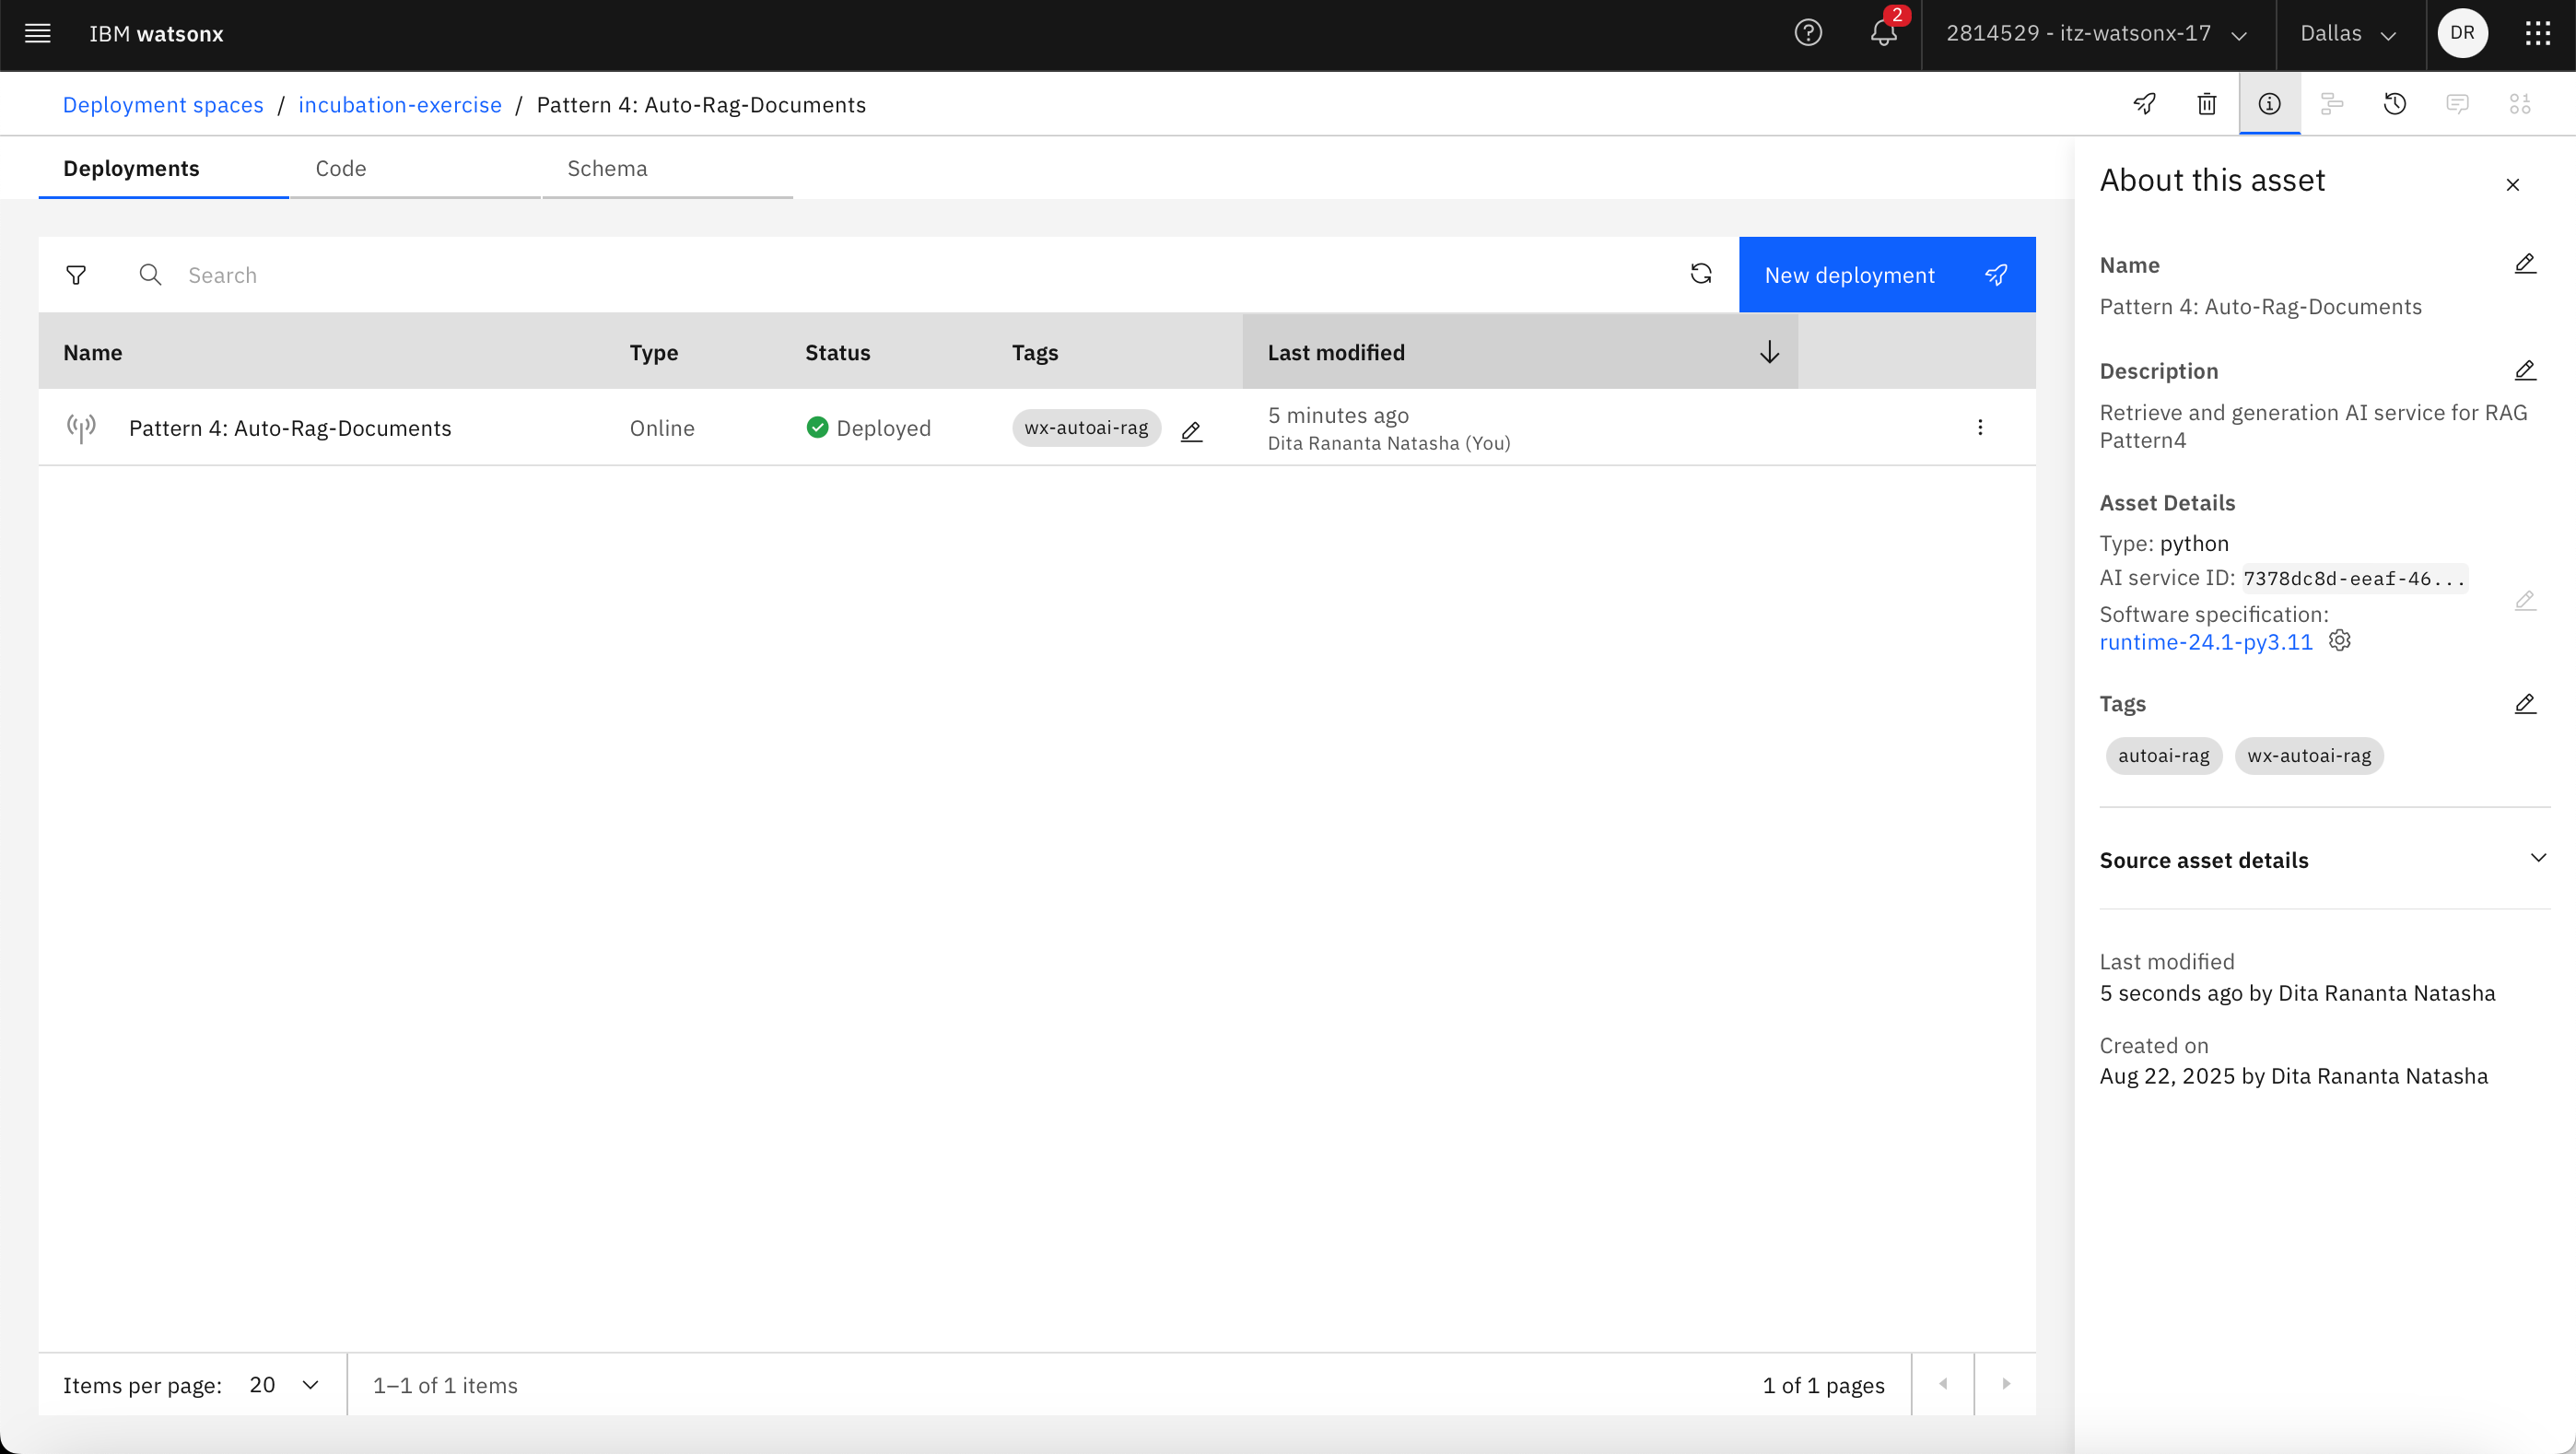 IBM watsonx
2
2814529 - itz-watsonx-17
Dallas
DR
Deployment spaces / incubation-exercise / Pattern 4: Auto-Rag-Documents
Deployments
Code
Schema
Search
New deployment
Name
Type
Status
Tags
Last modified
Pattern 4: Auto-Rag-Documents
Online
Deployed
wx-autoai-rag
5 minutes ago
Dita Rananta Natasha (You)
Items per page: 20
1–1 of 1 items
1 of 1 pages
About this asset
Name
Pattern 4: Auto-Rag-Documents
Description
Retrieve and generation AI service for RAG
Pattern4
Asset Details
Type: python
AI service ID: 7378dc8d-eeaf-46...
Software specification:
runtime-24.1-py3.11
Tags
autoai-rag
wx-autoai-rag
Source asset details
Last modified
5 seconds ago by Dita Rananta Natasha
Created on
Aug 22, 2025 by Dita Rananta Natasha